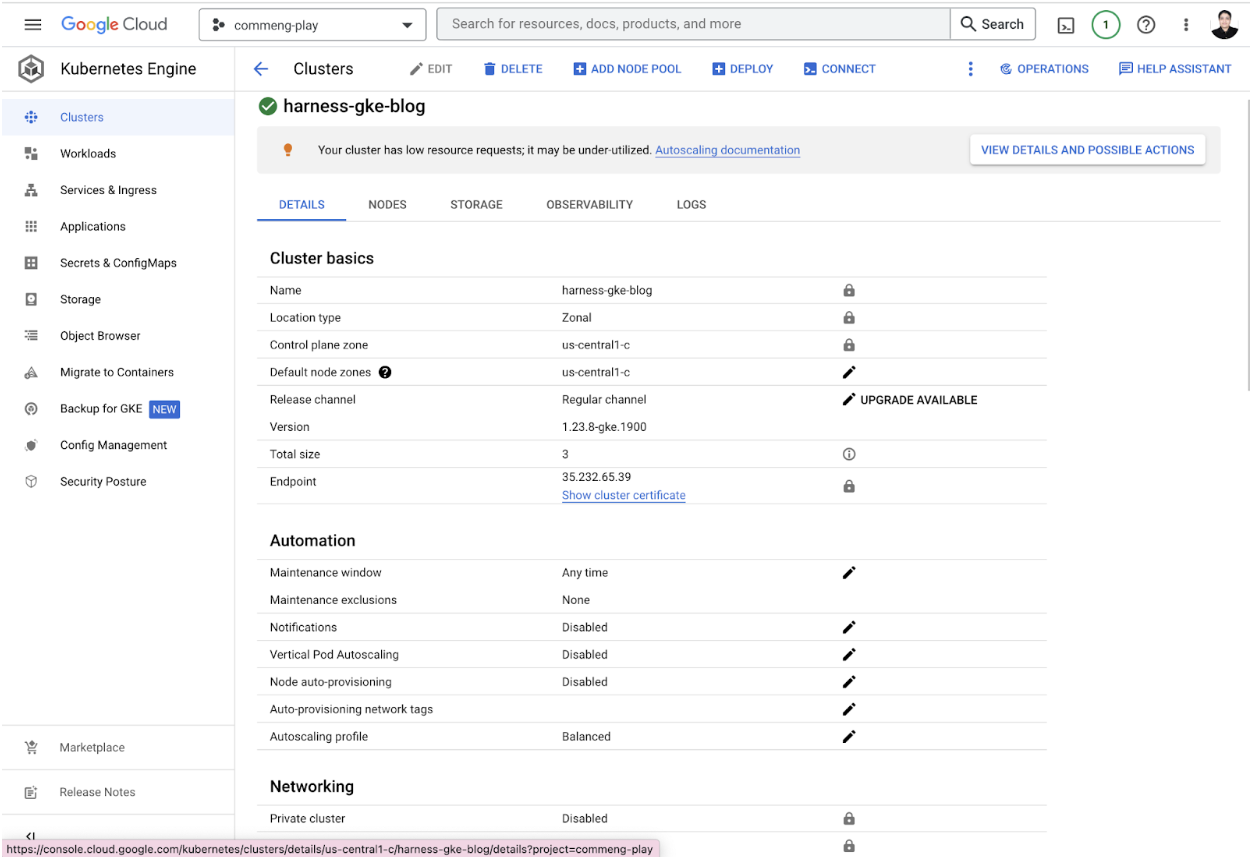 Google Cloud commeng-play Search for resources, docs, products, and more Search 1
Kubernetes Engine
Clusters EDIT DELETE ADD NODE POOL DEPLOY CONNECT OPERATIONS HELP ASSISTANT
Clusters
Workloads
Services & Ingress
Applications
Secrets & ConfigMaps
Storage
Object Browser
Migrate to Containers
Backup for GKE NEW
Config Management
Security Posture
Marketplace
Release Notes
harness-gke-blog
Your cluster has low resource requests; it may be under-utilized. Autoscaling documentation VIEW DETAILS AND POSSIBLE ACTIONS
DETAILS NODES STORAGE OBSERVABILITY LOGS
Cluster basics
Name harness-gke-blog
Location type Zonal
Control plane zone us-central1-c
Default node zones us-central1-c
Release channel Regular channel UPGRADE AVAILABLE
Version 1.23.8-gke.1900
Total size 3
Endpoint 35.232.65.39
Show cluster certificate
Automation
Maintenance window Any time
Maintenance exclusions None
Notifications Disabled
Vertical Pod Autoscaling Disabled
Node auto-provisioning Disabled
Auto-provisioning network tags
Autoscaling profile Balanced
Networking
Private cluster Disabled
https://console.cloud.google.com/kubernetes/clusters/details/us-central1-c/harness-gke-blog/details?project=commeng-play